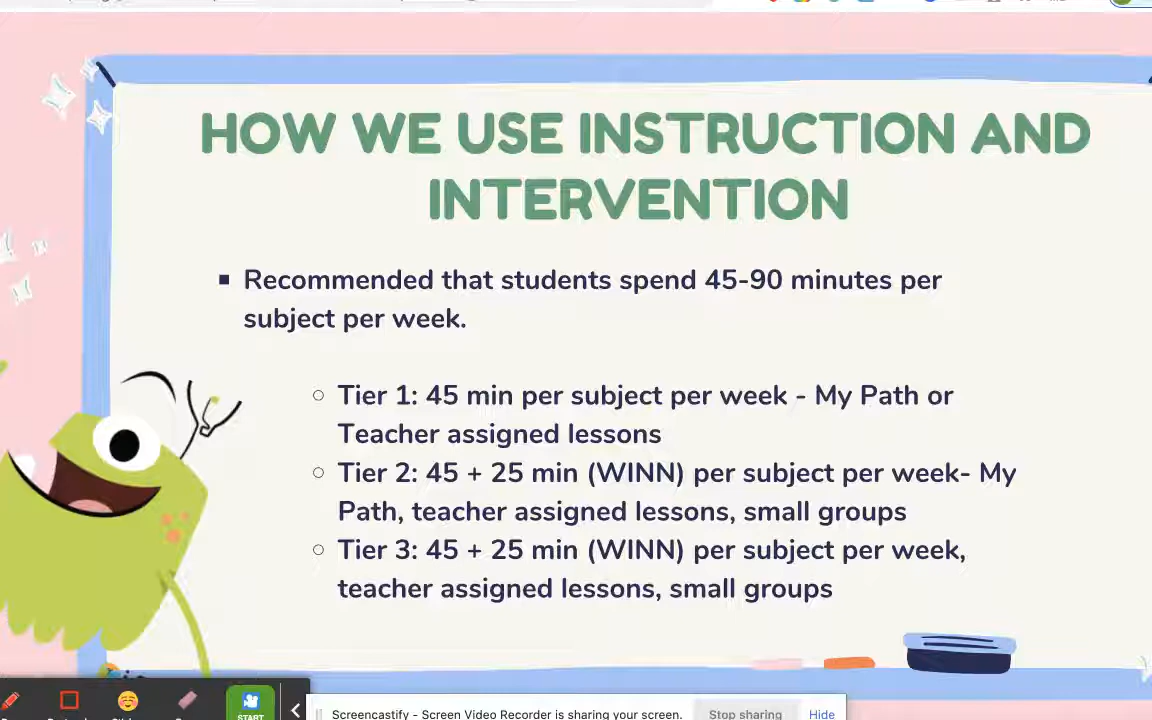 HOW WE USE INSTRUCTION AND
INTERVENTION
Recommended that students spend 45-90 minutes per
subject per week.
Tier 1: 45 min per subject per week - My Path or
Teacher assigned lessons
Tier 2: 45 + 25 min (WINN) per subject per week- My
Path, teacher assigned lessons, small groups
Tier 3: 45 + 25 min (WINN) per subject per week,
teacher assigned lessons, small groups
START
Screencastify - Screen Video Recorder is sharing your screen.
Stop sharing
Hide